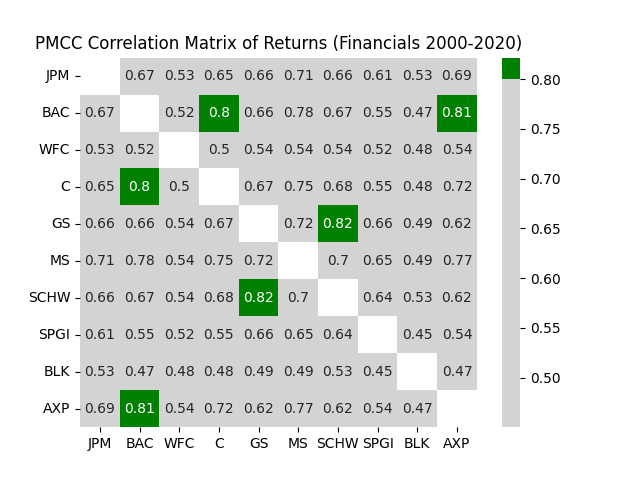 PMCC Correlation Matrix of Returns (Financials 2000-2020)
JPM 0.67 0.53 0.65 0.66 0.71 0.66 0.61 0.53 0.69
BAC 0.67 0.52 0.8 0.66 0.78 0.67 0.55 0.47 0.81
WFC 0.53 0.52 0.5 0.54 0.54 0.54 0.52 0.48 0.54
C 0.65 0.8 0.5 0.67 0.75 0.68 0.55 0.48 0.72
GS 0.66 0.66 0.54 0.67 0.72 0.82 0.66 0.49 0.62
MS 0.71 0.78 0.54 0.75 0.72 0.7 0.65 0.49 0.77
SCHW 0.66 0.67 0.54 0.68 0.82 0.7 0.64 0.53 0.62
SPGI 0.61 0.55 0.52 0.55 0.66 0.65 0.64 0.45 0.54
BLK 0.53 0.47 0.48 0.48 0.49 0.49 0.53 0.45 0.47
AXP 0.69 0.81 0.54 0.72 0.62 0.77 0.62 0.54 0.47
JPM BAC WFC C GS MS SCHW SPGI BLK AXP
0.80
0.75
0.70
0.65
0.60
0.55
0.50